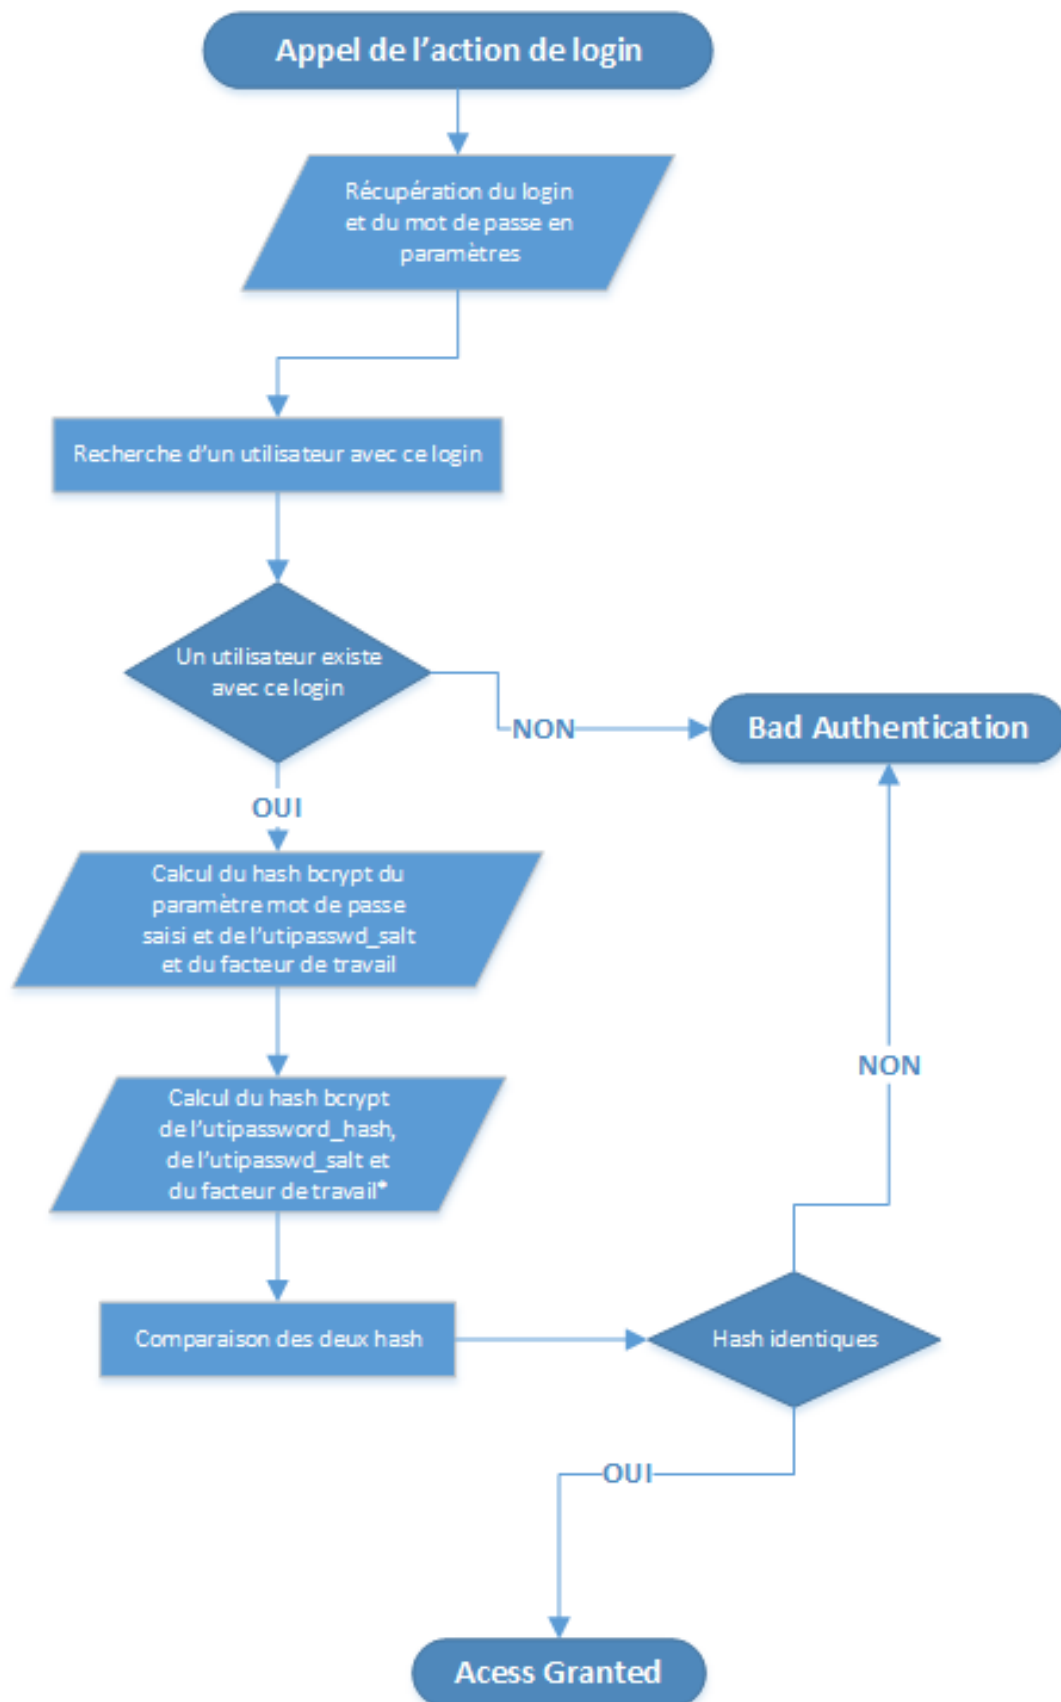 Appel de l'action de login
Récupération du login
et du mot de passe en
paramètres
Recherche d'un utilisateur avec ce login
Un utilisateur existe
avec ce login
NON
Bad Authentication
OUI
Calcul du hash bcrypt du
paramètre mot de passe
saisi et de l'utipasswd_salt
et du facteur de travail
NON
Calcul du hash bcrypt
de l'utipassword_hash,
de l'utipasswd_salt et
du facteur de travail*
Comparaison des deux hash
Hash identiques
OUI
Acess Granted